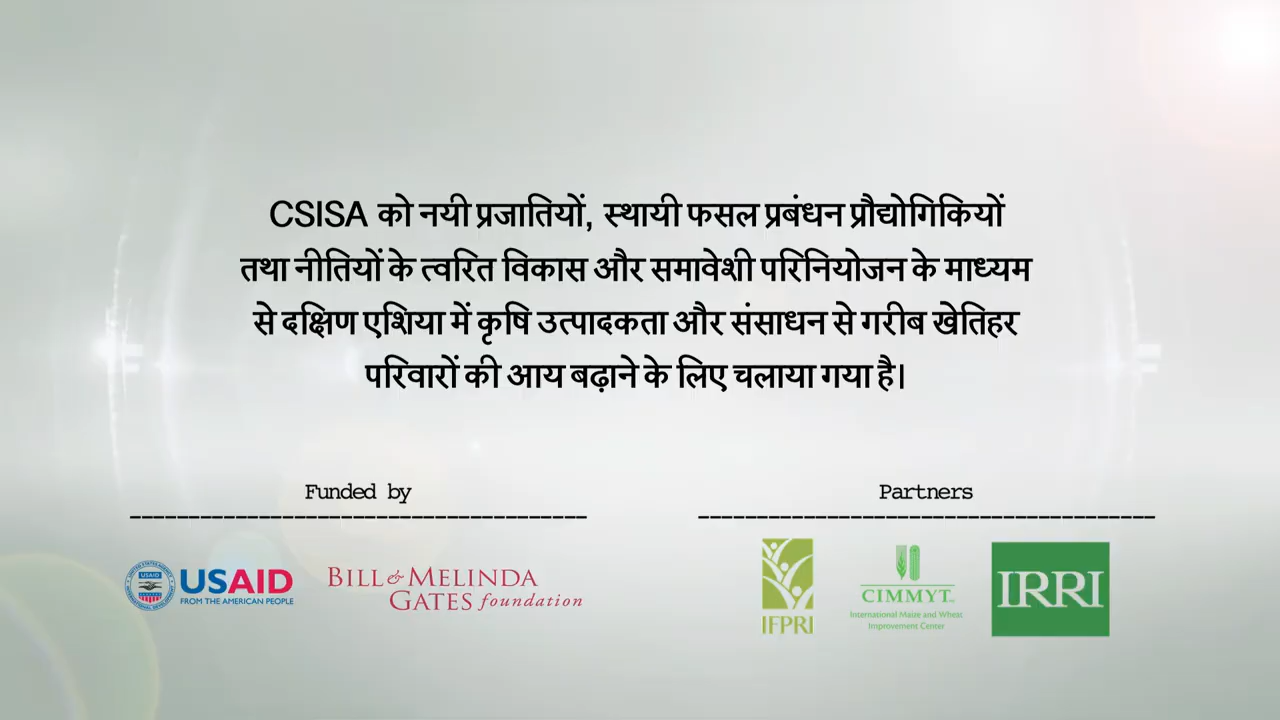 CSISA को नयी प्रजातियों, स्थायी फसल प्रबंधन प्रौद्योगिकियों
तथा नीतियों के त्वरित विकास और समावेशी परिनियोजन के माध्यम
से दक्षिण एशिया में कृषि उत्पादकता और संसाधन से गरीब खेतिहर
परिवारों की आय बढ़ाने के लिए चलाया गया है।
Funded by
Partners
USAID
USAID
FROM THE AMERICAN PEOPLE
BILL & MELINDA
GATES foundation
IFPRI
CIMMYT
International Maize and Wheat
Improvement Center
IRRI